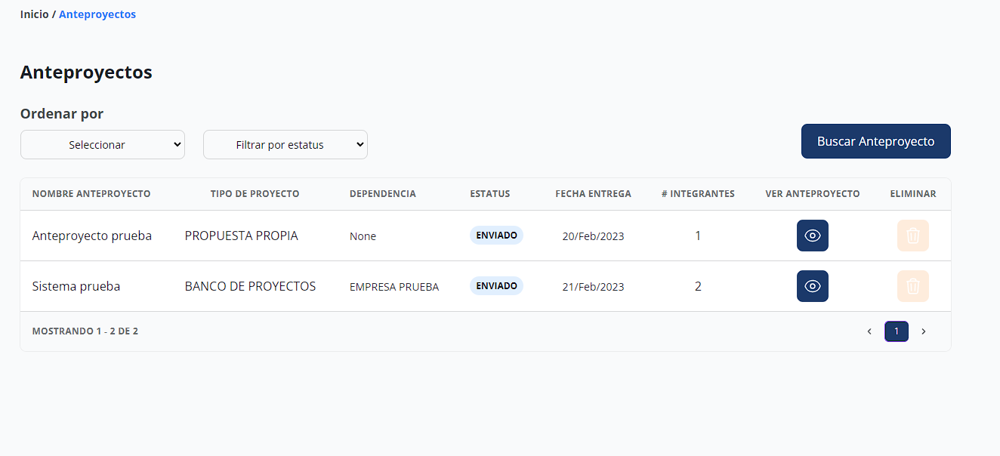 Inicio / Anteproyectos
Anteproyectos
Ordenar por
Seleccionar Filtrar por estatus Buscar Anteproyecto
NOMBRE ANTEPROYECTO TIPO DE PROYECTO DEPENDENCIA ESTATUS FECHA ENTREGA # INTEGRANTES VER ANTEPROYECTO ELIMINAR
Anteproyecto prueba PROPUESTA PROPIA None ENVIADO 20/Feb/2023 1
Sistema prueba BANCO DE PROYECTOS EMPRESA PRUEBA ENVIADO 21/Feb/2023 2
MOSTRANDO 1 - 2 DE 2 ‹ 1 ›